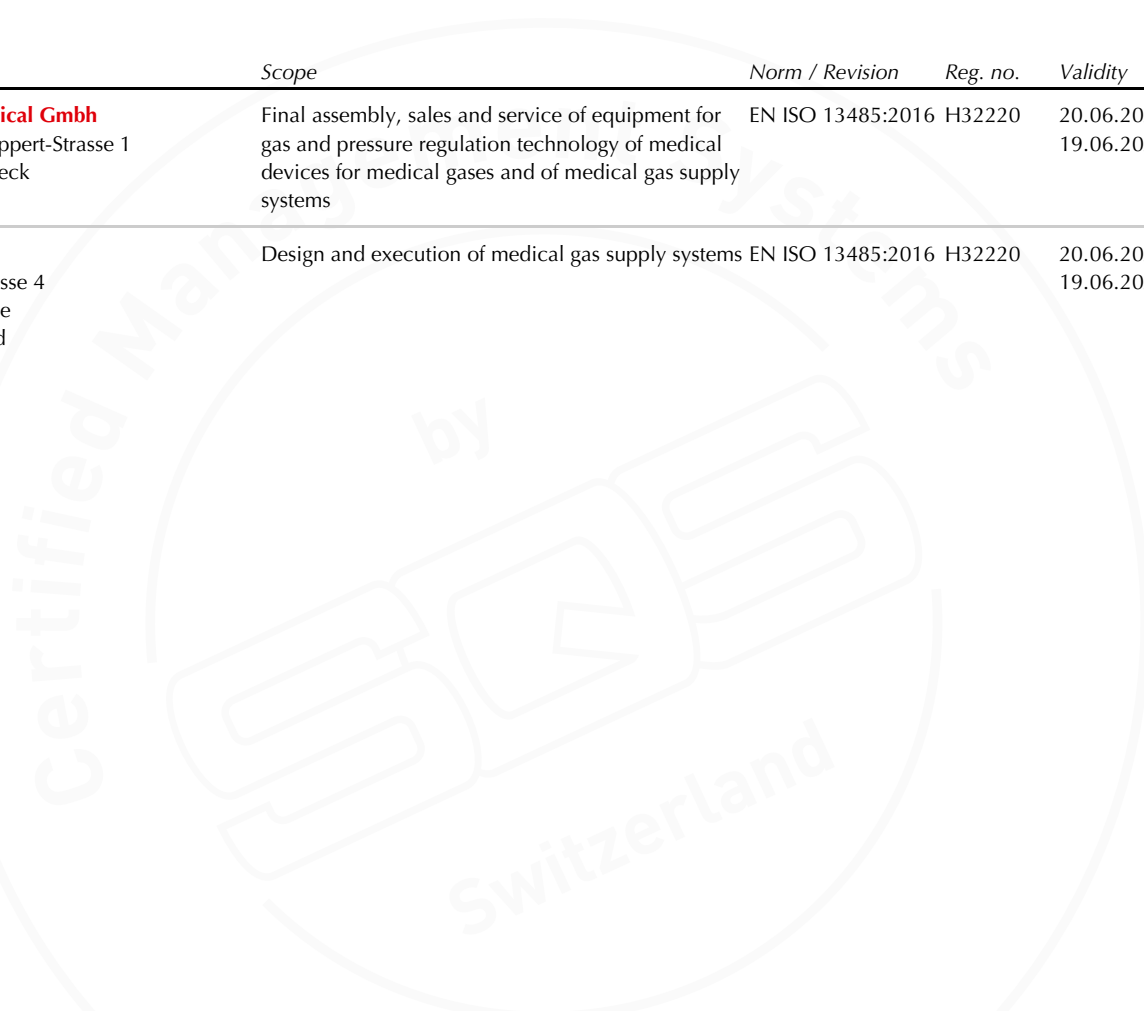 Scope Norm / Revision Reg. no. Validity
ical Gmbh Final assembly, sales and service of equipment for EN ISO 13485:2016 H32220 20.06.20
ppert-Strasse 1 gas and pressure regulation technology of medical 19.06.20
eck devices for medical gases and of medical gas supply
systems
Design and execution of medical gas supply systems EN ISO 13485:2016 H32220 20.06.20
sse 4 19.06.20
e
d
Certified Management Systems
by
SQS
Switzerland